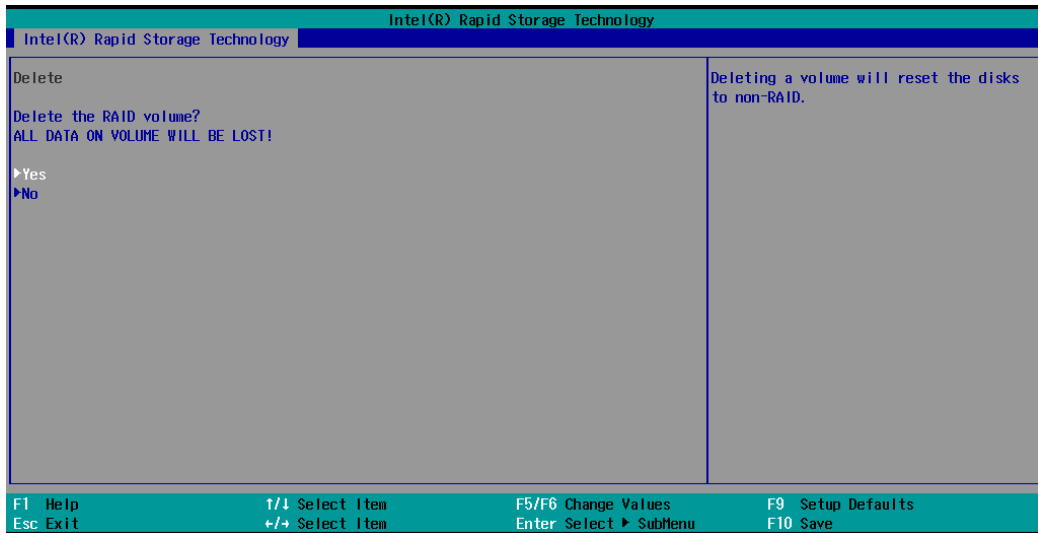 Intel(R) Rapid Storage Technology
Intel(R) Rapid Storage Technology
Delete
Delete the RAID volume?
ALL DATA ON VOLUME WILL BE LOST!
▶Yes
▶No
Deleting a volume will reset the disks
to non-RAID.
F1 Help ↑/↓ Select Item F5/F6 Change Values F9 Setup Defaults
Esc Exit ←/→ Select Item Enter Select ▶ SubMenu F10 Save